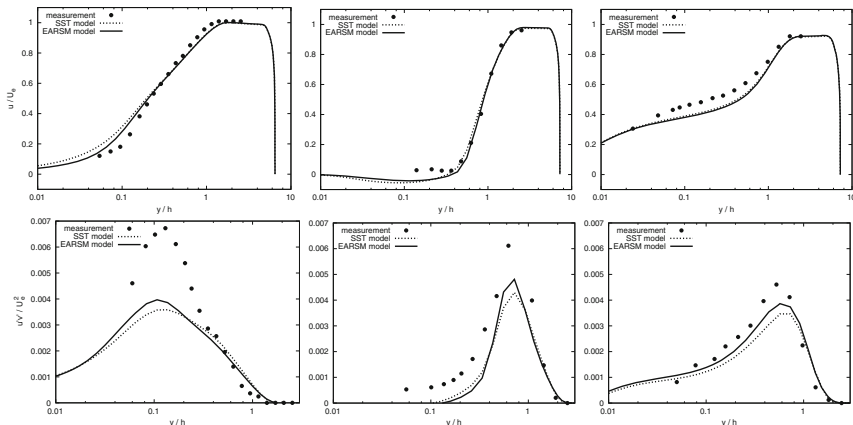 measurement
SST model
EARSM model
u / U_e
1
0.8
0.6
0.4
0.2
0
0.01
0.1
1
10
y / h
measurement
SST model
EARSM model
1
0.8
0.6
0.4
0.2
0
0.01
0.1
1
10
y / h
measurement
SST model
EARSM model
1
0.8
0.6
0.4
0.2
0
0.01
0.1
1
10
y / h
measurement
SST model
EARSM model
u'v' / U_e^2
0.007
0.006
0.005
0.004
0.003
0.002
0.001
0
0.01
0.1
1
y / h
measurement
SST model
EARSM model
0.007
0.006
0.005
0.004
0.003
0.002
0.001
0
0.01
0.1
1
y / h
measurement
SST model
EARSM model
0.007
0.006
0.005
0.004
0.003
0.002
0.001
0
0.01
0.1
1
y / h